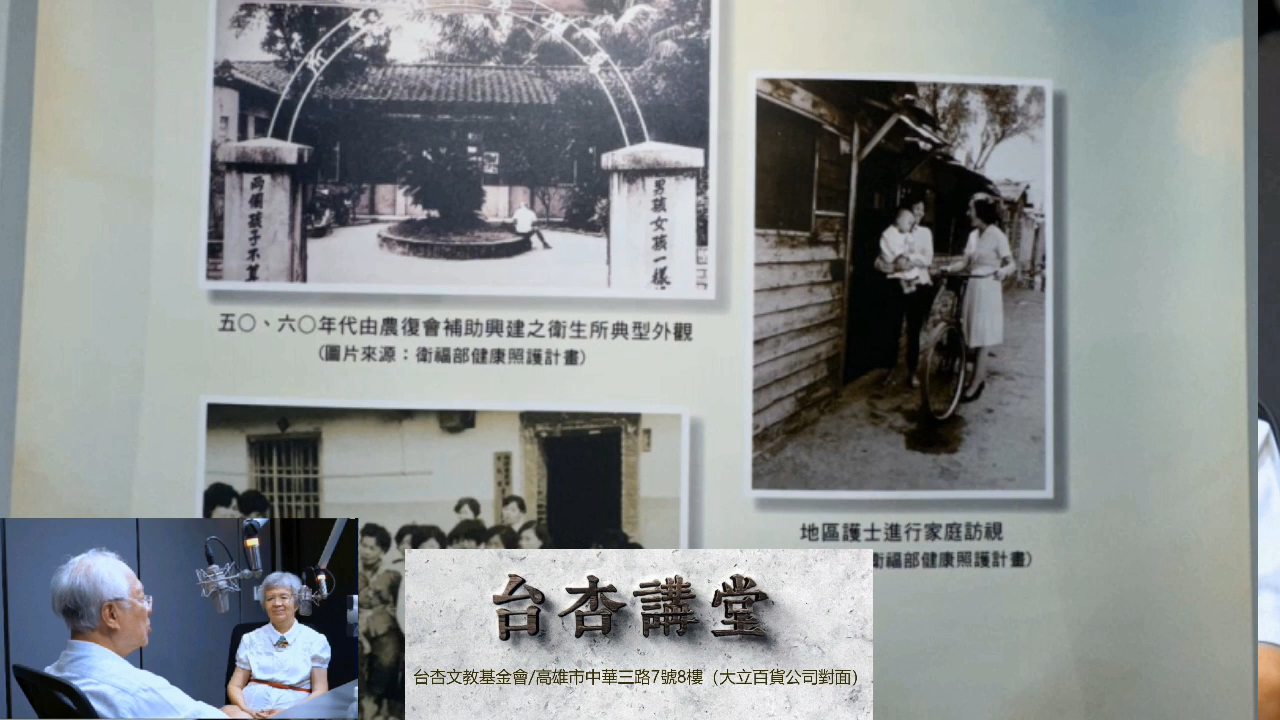 所
兩個孩子不算
男孩女孩一樣
五〇、六〇年代由農復會補助興建之衛生所典型外觀
(圖片來源：衛福部健康照護計畫)
地區護士進行家庭訪視
衛福部健康照護計畫)
台杏講堂
台杏文教基金會/高雄市中華三路7號8樓（大立百貨公司對面）